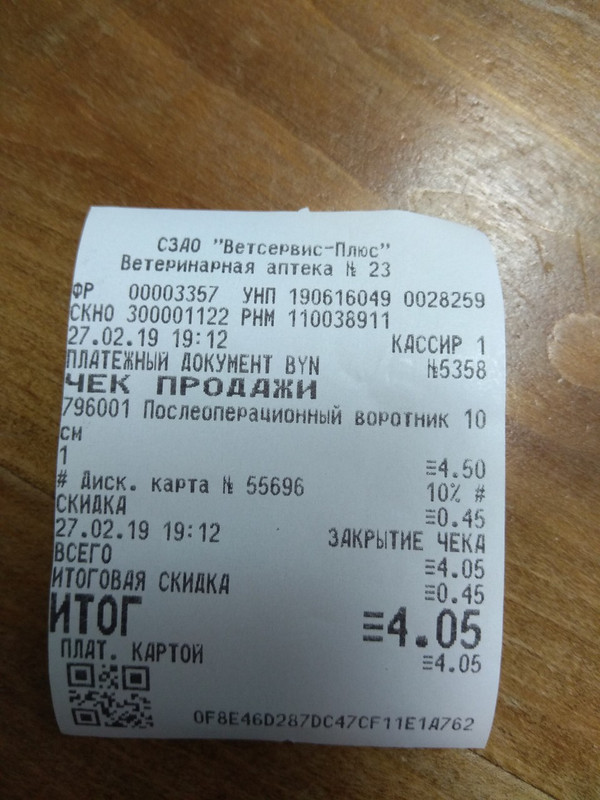 СЗАО "Ветсервис-Плюс"
Ветеринарная аптека № 23
ФР 00003357 УНП 190616049 0028259
СКНО 300001122 РНМ 110038911
27.02.19 19:12 КАССИР 1
ПЛАТЕЖНЫЙ ДОКУМЕНТ BYN №5358
ЧЕК ПРОДАЖИ
796001 Послеоперационный воротник 10
см
1 ≡4.50
# Диск. карта № 55696 10% #
СКИДКА ≡0.45
27.02.19 19:12 ЗАКРЫТИЕ ЧЕКА
ВСЕГО ≡4.05
ИТОГОВАЯ СКИДКА ≡0.45
ИТОГ ≡4.05
ПЛАТ. КАРТОЙ ≡4.05
0F8E46D287DC47CF11E1A762